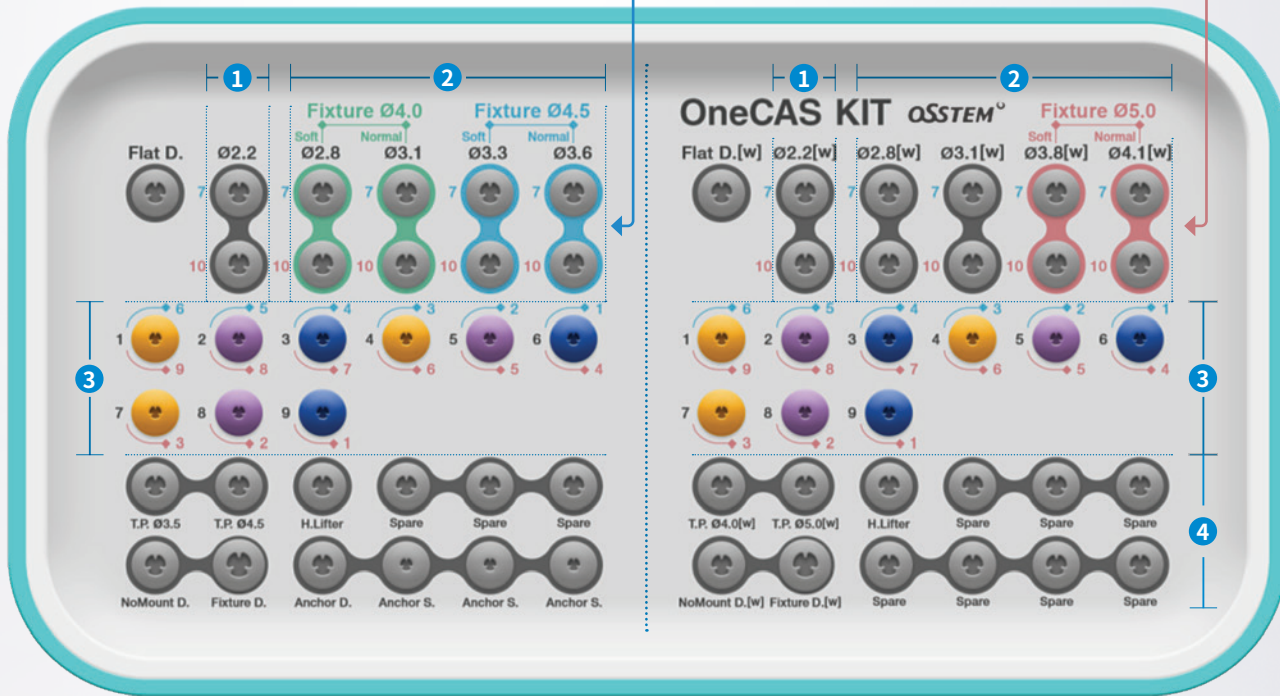 1 2 1 2
OneCAS KIT OSSTEM®
Fixture Ø4.0 Fixture Ø4.5 Fixture Ø5.0
Soft Normal Soft Normal Soft Normal
Flat D. Ø2.2 Ø2.8 Ø3.1 Ø3.3 Ø3.6 Flat D.[w] Ø2.2[w] Ø2.8[w] Ø3.1[w] Ø3.8[w] Ø4.1[w]
7 7 7 7 7 7 7 7 7 7
10 10 10 10 10 10 10 10 10 10
6 5 4 3 2 1 6 5 4 3 2 1
1 2 3 4 5 6 1 2 3 4 5 6
9 8 7 6 5 4 9 8 7 6 5 4
3 3
7 8 9 7 8 9
3 2 1 3 2 1
T.P. Ø3.5 T.P. Ø4.5 H.Lifter Spare Spare Spare T.P. Ø4.0[w] T.P. Ø5.0[w] H.Lifter Spare Spare Spare
4
NoMount D. Fixture D. Anchor D. Anchor S. Anchor S. Anchor S. NoMount D.[w] Fixture D.[w] Spare Spare Spare Spare